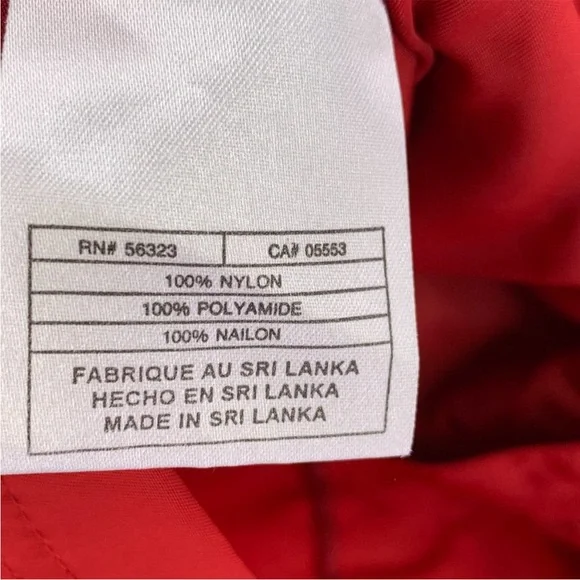 RN# 56323 CA# 05553
100% NYLON
100% POLYAMIDE
100% NAILON
FABRIQUE AU SRI LANKA
HECHO EN SRI LANKA
MADE IN SRI LANKA